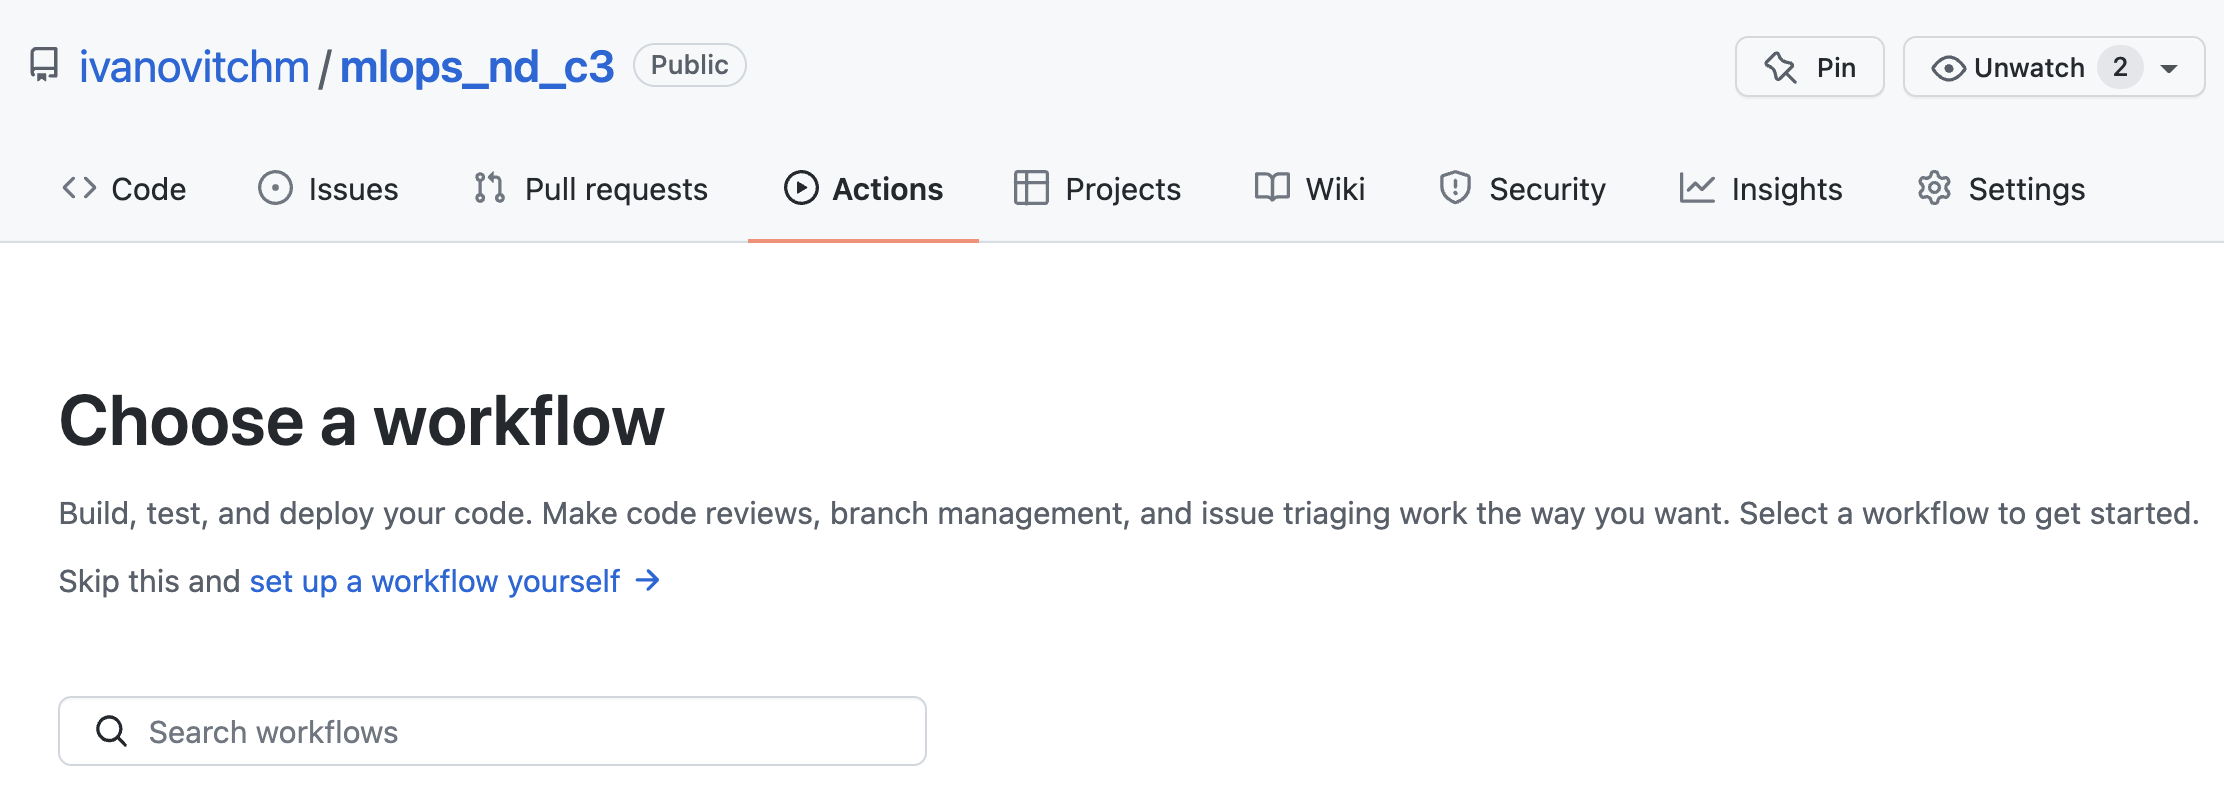 ivanovitchm / mlops_nd_c3 Public Pin Unwatch 2
Code Issues Pull requests Actions Projects Wiki Security Insights Settings
Choose a workflow
Build, test, and deploy your code. Make code reviews, branch management, and issue triaging work the way you want. Select a workflow to get started.
Skip this and set up a workflow yourself →
Search workflows